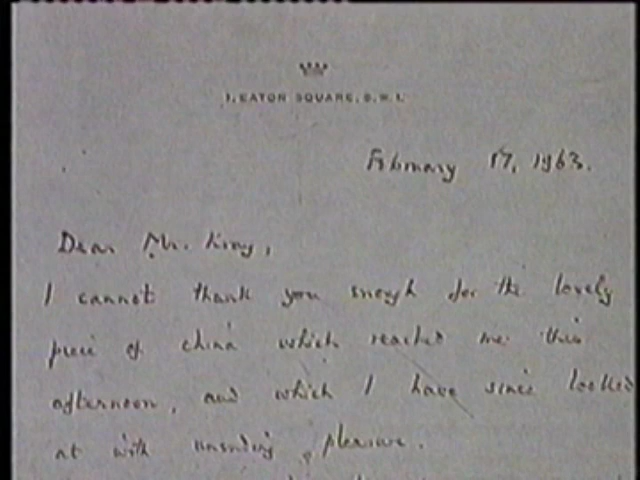 1, EATON SQUARE, S.W.1.
February 17, 1963.
Dear Mr. King,
I cannot thank you enough for the lovely
piece of china which reached me this
afternoon, and which I have since looked
at with unending pleasure.